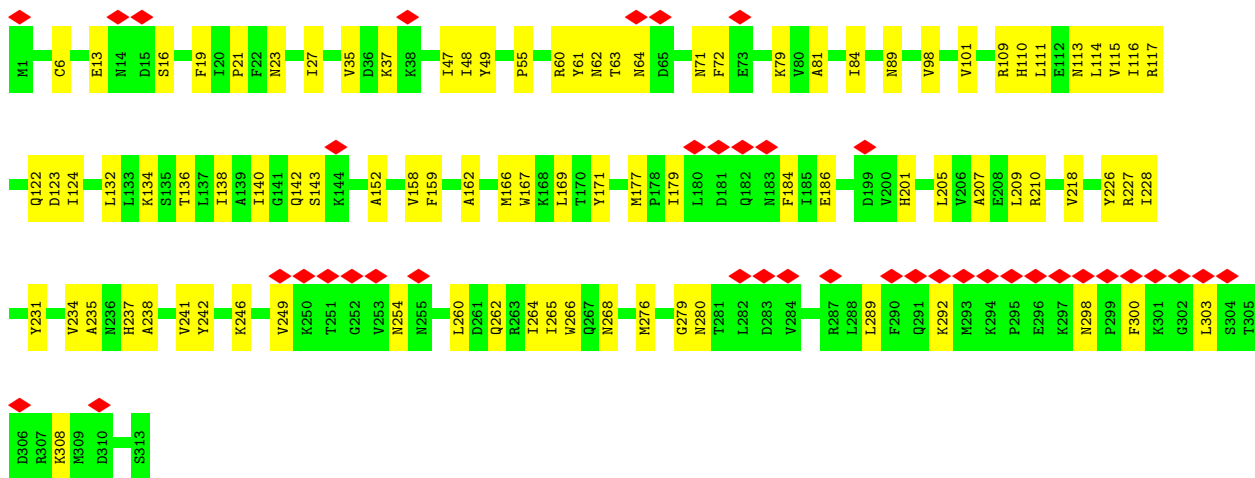 M1 C6 E13 N14 D15 S16 F19 I20 P21 F22 N23 I27 V35 D36 K37 K38 I47 I48 Y49 P55 R60 Y61 N62 T63 N64 D65 N71 F72 E73 K79 V80 A81 I84 N89 V98 V101 R109 H110 L111 E112 N113 L114 V115 I116 R117
Q122 D123 I124 L132 L133 K134 S135 T136 L137 I138 A139 I140 G141 Q142 S143 K144 A152 V158 F159 A162 M166 W167 K168 L169 T170 Y171 M177 P178 I179 L180 D181 Q182 N183 F184 I185 E186 D199 V200 H201 L205 V206 A207 E208 L209 R210 V218 Y226 R227 I228
Y231 V234 A235 N236 H237 A238 V241 Y242 K246 V249 K250 T251 G252 V253 N254 N255 L260 D261 Q262 R263 I264 I265 W266 Q267 N268 M276 G279 N280 T281 L282 D283 V284 R287 L288 L289 F290 Q291 K292 M293 K294 P295 E296 K297 N298 P299 F300 K301 G302 L303 S304 T305
D306 R307 K308 M309 D310 S313